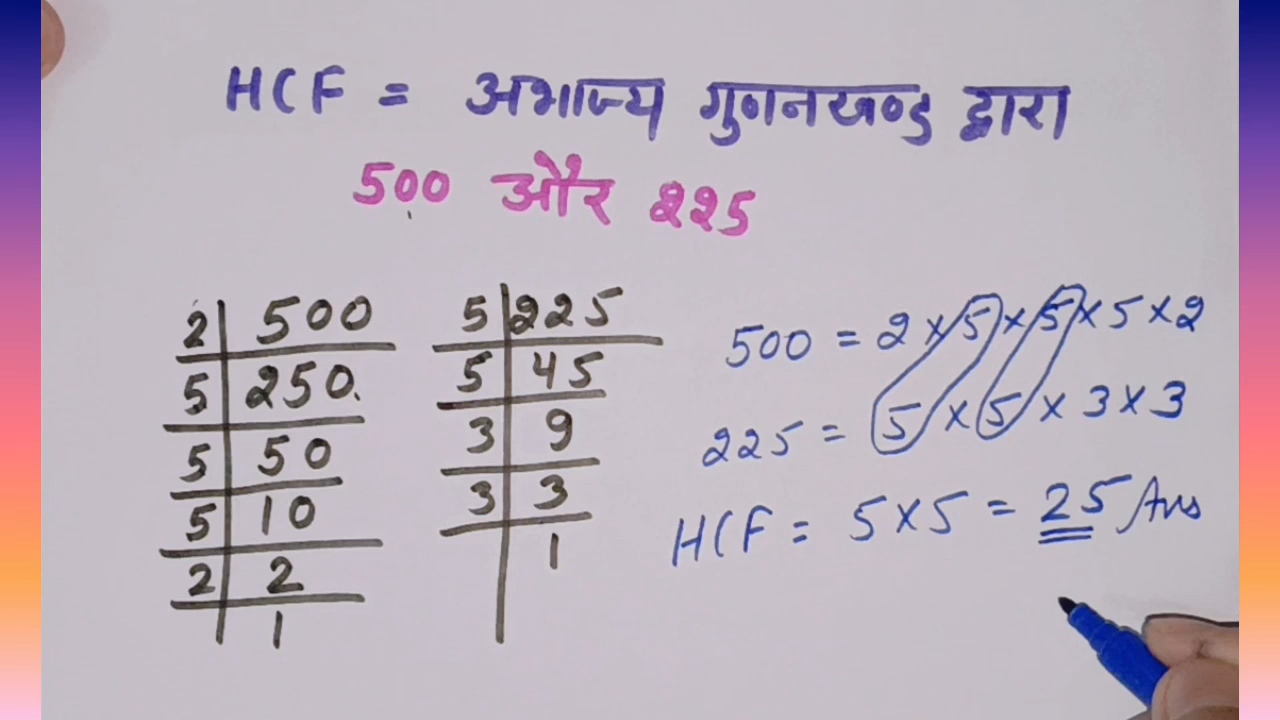 HCF = अभाज्य गुणनखण्ड द्वारा
500 और 225
2 | 500
5 | 250
5 | 50
5 | 10
2 | 2
1
5 | 225
5 | 45
3 | 9
3 | 3
1
500 = 2 × 5 × 5 × 5 × 2
225 = 5 × 5 × 3 × 3
HCF = 5 × 5 = 25 Ans